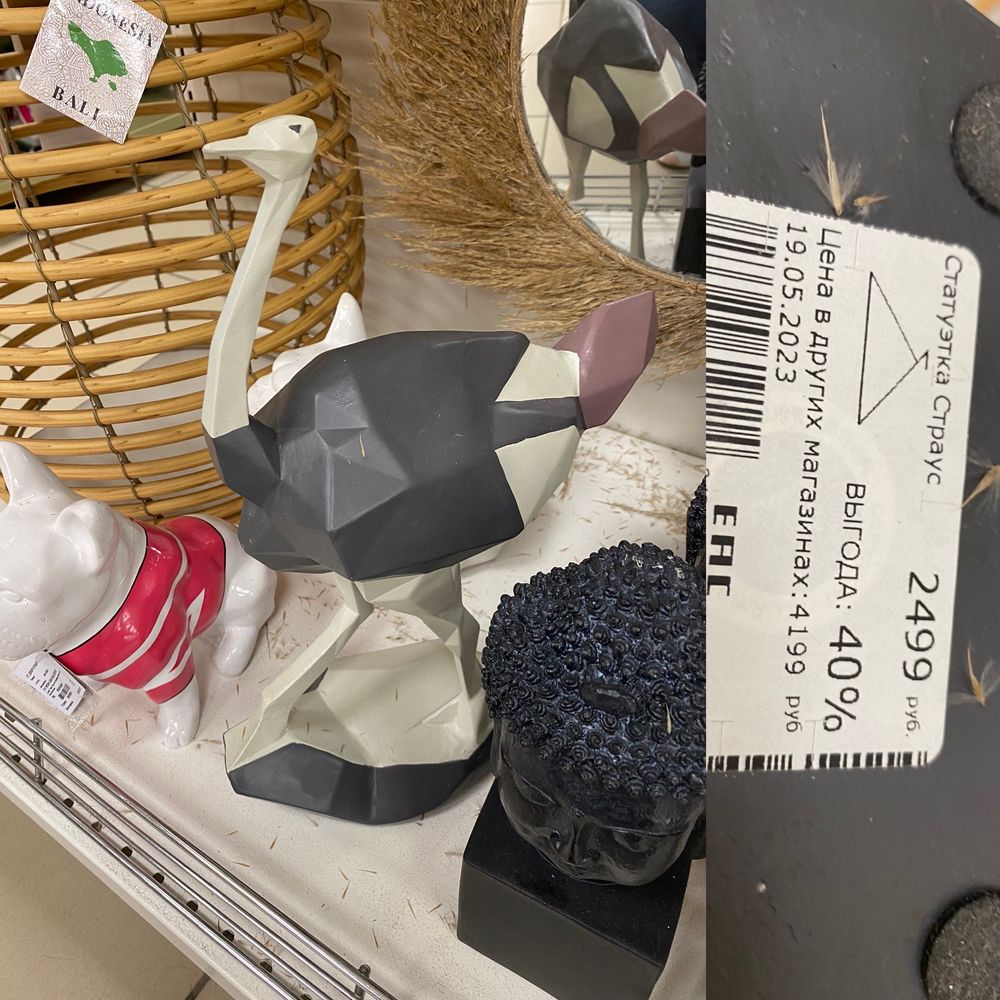 INDONESIA
BALI
Статуэтка Страус
2499 руб.
ВЫГОДА: 40%
Цена в других магазинах:4199 руб
19.05.2023
EAC